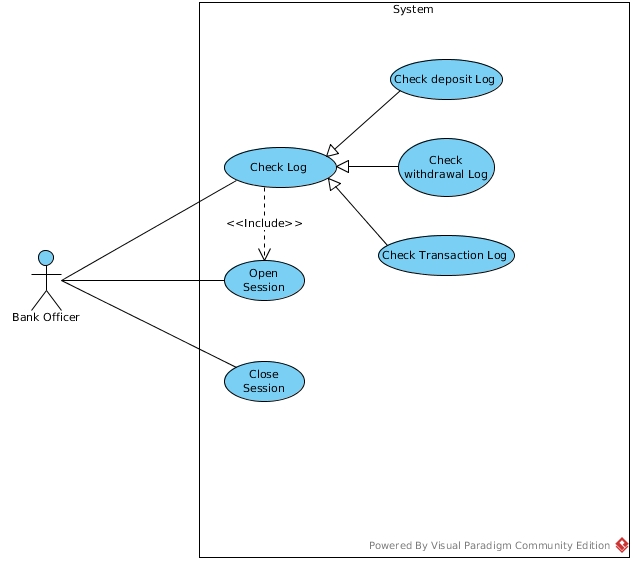 System
Check deposit Log
Check Log
Check
withdrawal Log
<<Include>>
Check Transaction Log
Open
Session
Bank Officer
Close
Session
Powered By Visual Paradigm Community Edition